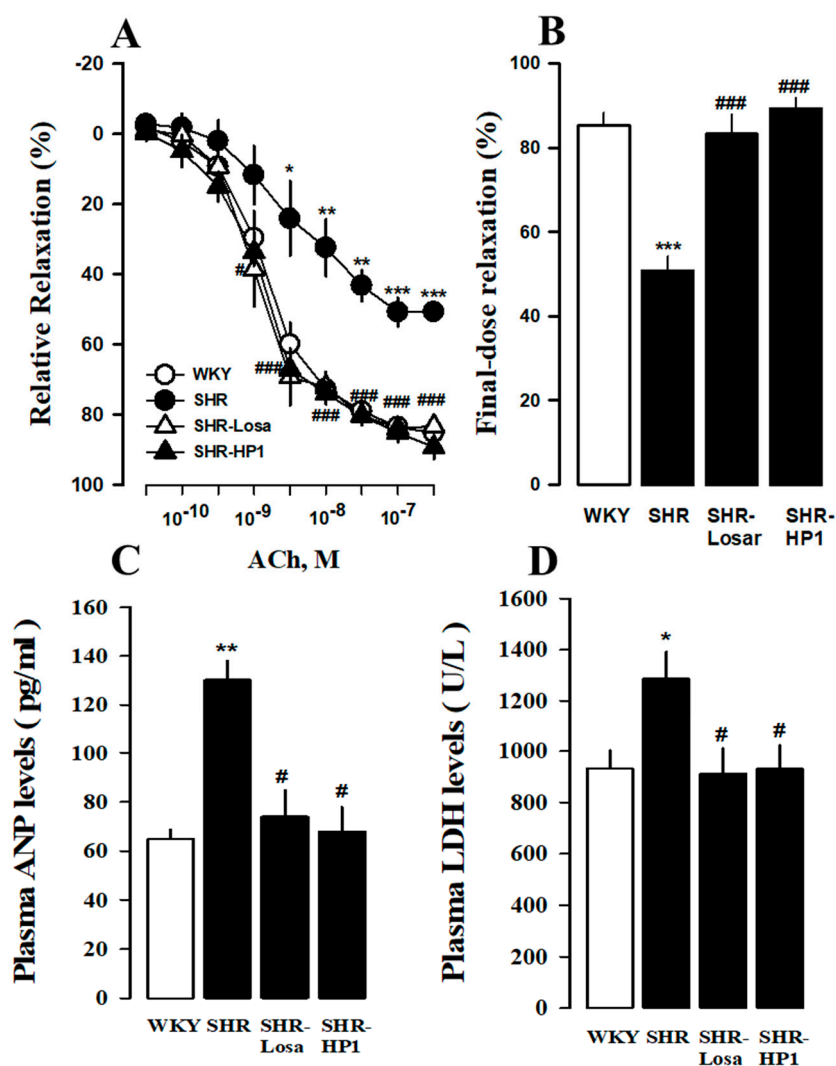 A
-20
0
20
40
60
80
100
Relative Relaxation (%)
*
**
**
***
***
#
###
###
###
###
###
WKY
SHR
SHR-Losa
SHR-HP1
10-10
10-9
10-8
10-7
ACh, M
B
100
80
60
40
20
0
Final-dose relaxation (%)
***
###
###
WKY
SHR
SHR-
Losar
SHR-
HP1
C
160
140
120
100
80
60
40
20
0
Plasma ANP levels ( pg/ml )
**
#
#
WKY
SHR
SHR-
Losa
SHR-
HP1
D
1600
1400
1200
1000
800
600
400
200
0
Plasma LDH levels ( U/L )
*
#
#
WKY
SHR
SHR-
Losa
SHR-
HP1